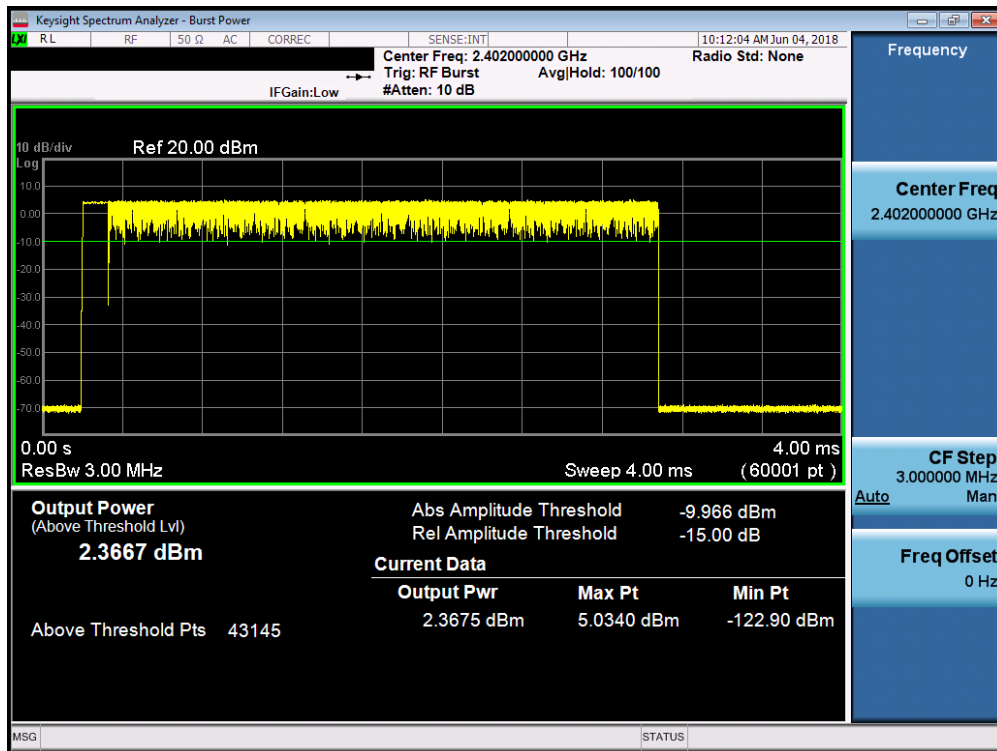 Keysight Spectrum Analyzer - Burst Power
LXI RL RF 50 Ω AC CORREC SENSE:INT 10:12:04 AM Jun 04, 2018
Center Freq: 2.402000000 GHz Radio Std: None
Trig: RF Burst Avg|Hold: 100/100
IFGain:Low #Atten: 10 dB
10 dB/div Ref 20.00 dBm
Log
10.0
0.00
-10.0
-20.0
-30.0
-40.0
-50.0
-60.0
-70.0
0.00 s 4.00 ms
ResBw 3.00 MHz Sweep 4.00 ms (60001 pt)
Output Power
(Above Threshold Lvl)
2.3667 dBm
Above Threshold Pts 43145
Abs Amplitude Threshold -9.966 dBm
Rel Amplitude Threshold -15.00 dB
Current Data
Output Pwr Max Pt Min Pt
2.3675 dBm 5.0340 dBm -122.90 dBm
MSG STATUS
Frequency
Center Freq
2.402000000 GHz
CF Step
3.000000 MHz
Auto Man
Freq Offset
0 Hz